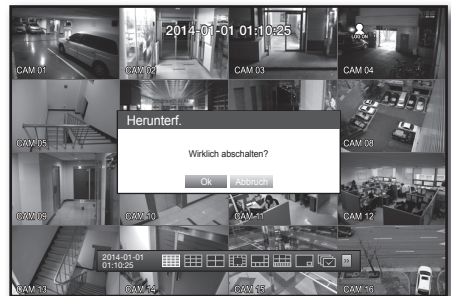 2014-01-01 01:10:25
LOG ON
CAM 01
CAM 02
CAM 03
CAM 04
Herunterf.
Wirklich abschalten?
Ok
Abbruch
CAM 05
CAM 08
CAM 09
CAM 10
CAM 11
CAM 12
2014-01-01
01:10:25
CAM 13
CAM 14
CAM 15
CAM 16